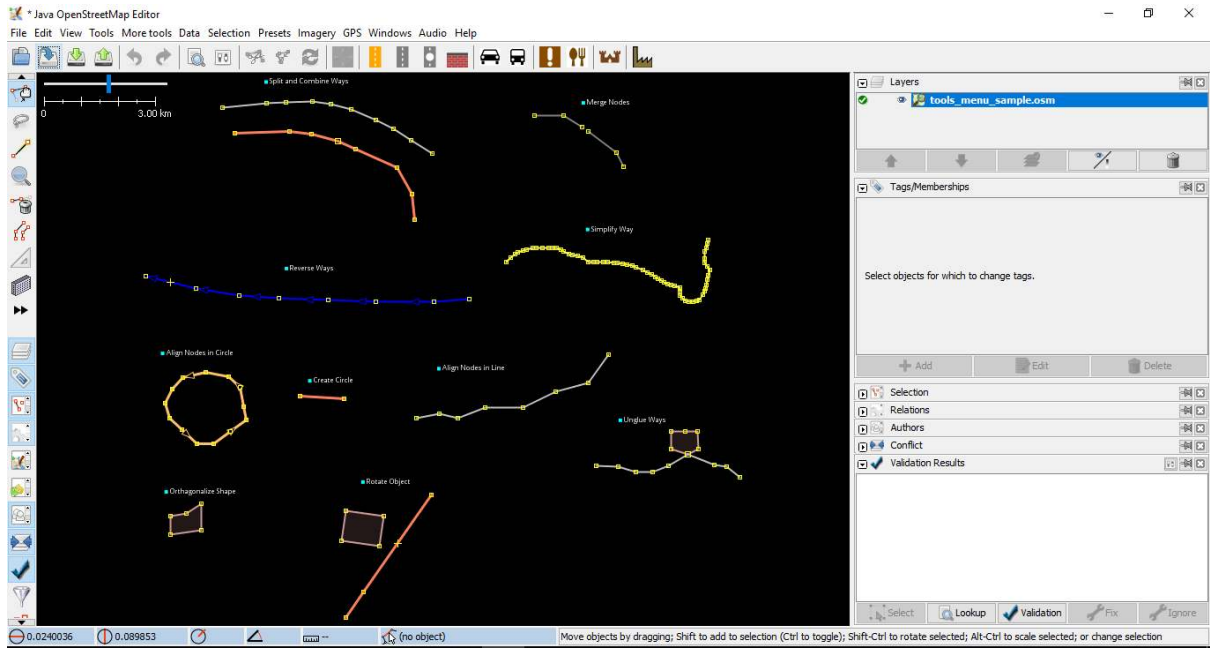 * Java OpenStreetMap Editor
File Edit View Tools More tools Data Selection Presets Imagery GPS Windows Audio Help
0 3.00 km
Split and Combine Ways
Merge Nodes
Simplify Way
Reverse Ways
Align Nodes in Circle
Create Circle
Align Nodes in Line
Unglue Ways
Orthagonalize Shape
Rotate Object
Layers
tools_menu_sample.osm
Tags/Memberships
Select objects for which to change tags.
Add Edit Delete
Selection
Relations
Authors
Conflict
Validation Results
Select Lookup Validation Fix Ignore
0.0240036 0.089853 -- (no object) Move objects by dragging; Shift to add to selection (Ctrl to toggle); Shift-Ctrl to rotate selected; Alt-Ctrl to scale selected; or change selection